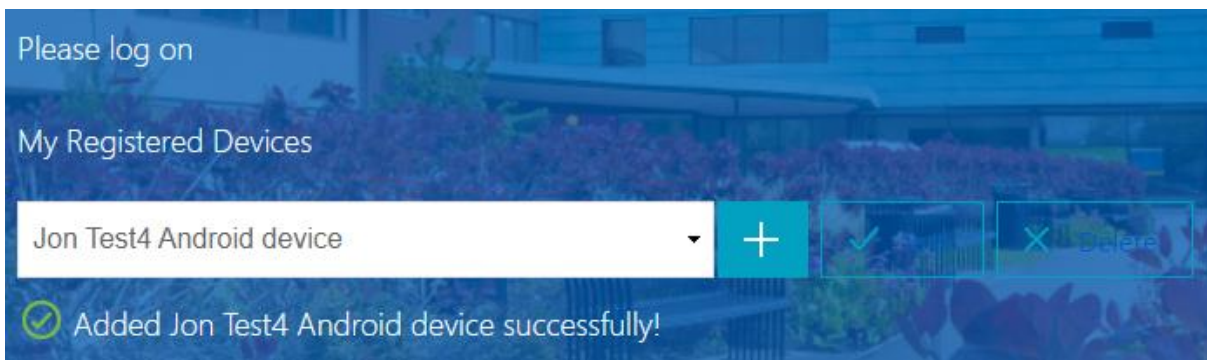 Please log on
My Registered Devices
Jon Test4 Android device
Delete
Added Jon Test4 Android device successfully!